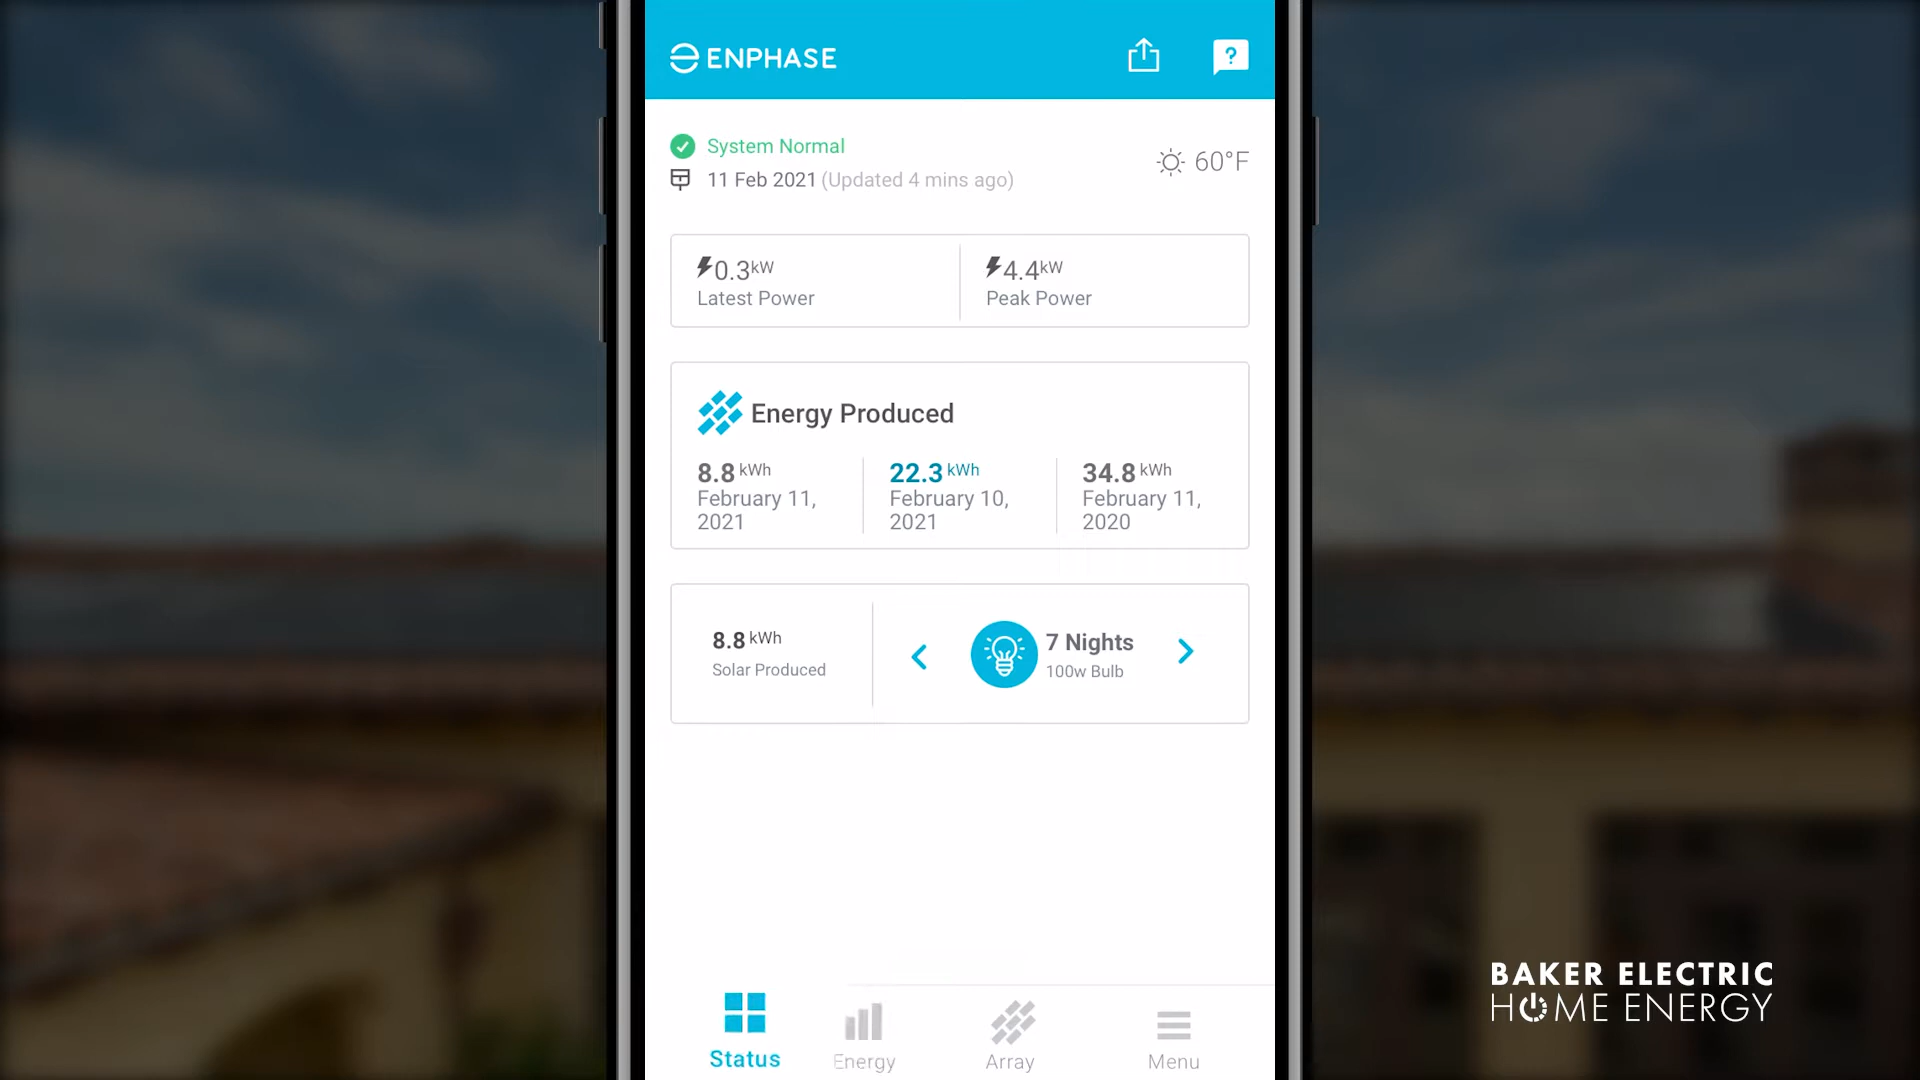 ENPHASE
?
System Normal
60°F
11 Feb 2021 (Updated 4 mins ago)
0.3kW
Latest Power
4.4kW
Peak Power
Energy Produced
8.8 kWh
February 11,
2021
22.3 kWh
February 10,
2021
34.8 kWh
February 11,
2020
8.8 kWh
Solar Produced
7 Nights
100w Bulb
Status
Energy
Array
Menu
BAKER ELECTRIC
HOME ENERGY